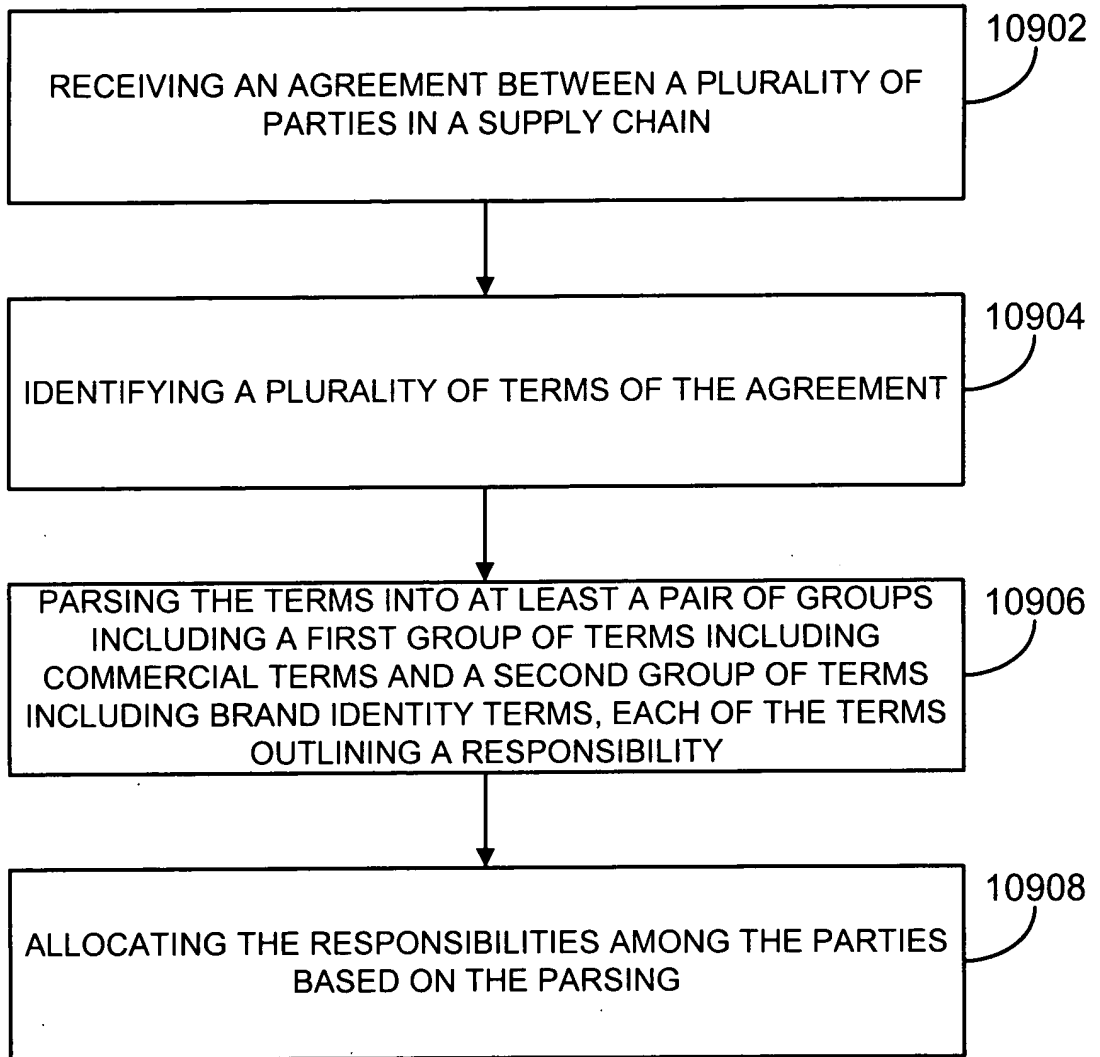 10902
RECEIVING AN AGREEMENT BETWEEN A PLURALITY OF
PARTIES IN A SUPPLY CHAIN
10904
IDENTIFYING A PLURALITY OF TERMS OF THE AGREEMENT
10906
PARSING THE TERMS INTO AT LEAST A PAIR OF GROUPS
INCLUDING A FIRST GROUP OF TERMS INCLUDING
COMMERCIAL TERMS AND A SECOND GROUP OF TERMS
INCLUDING BRAND IDENTITY TERMS, EACH OF THE TERMS
OUTLINING A RESPONSIBILITY
10908
ALLOCATING THE RESPONSIBILITIES AMONG THE PARTIES
BASED ON THE PARSING